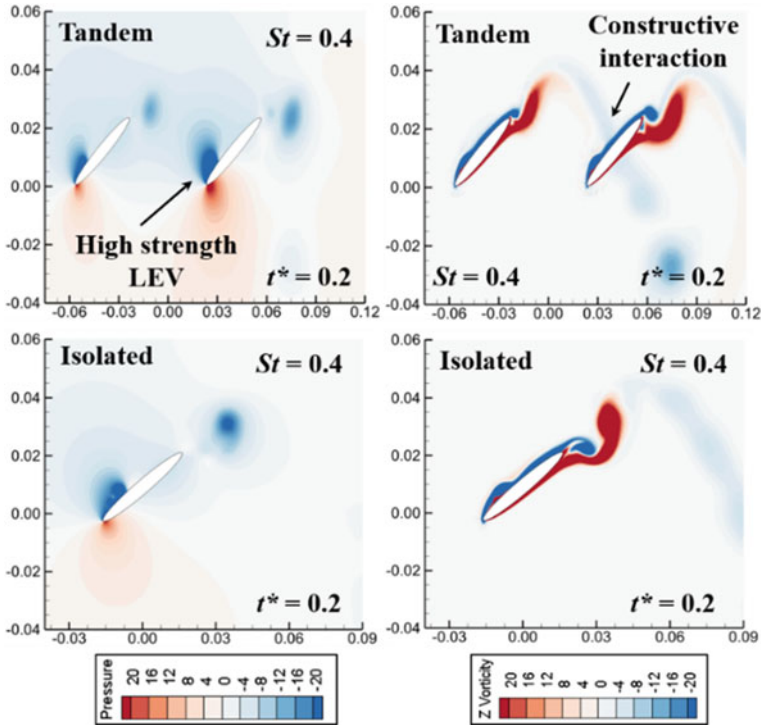 Tandem
St = 0.4
0.06
0.04
0.02
0.00
-0.02
-0.04
High strength
LEV
t* = 0.2
-0.06 -0.03 0.00 0.03 0.06 0.09 0.12
Tandem
Constructive
interaction
0.06
0.04
0.02
0.00
-0.02
-0.04
St = 0.4
t* = 0.2
-0.06 -0.03 0.00 0.03 0.06 0.09 0.12
Isolated
St = 0.4
0.06
0.04
0.02
0.00
-0.02
-0.04
t* = 0.2
-0.03 0.00 0.03 0.06 0.09
Isolated
St = 0.4
0.06
0.04
0.02
0.00
-0.02
-0.04
t* = 0.2
-0.03 0.00 0.03 0.06 0.09
Pressure
20 16 12 8 4 0 -4 -8 -12 -16 -20
Z Vorticity
20 16 12 8 4 0 -4 -8 -12 -16 -20